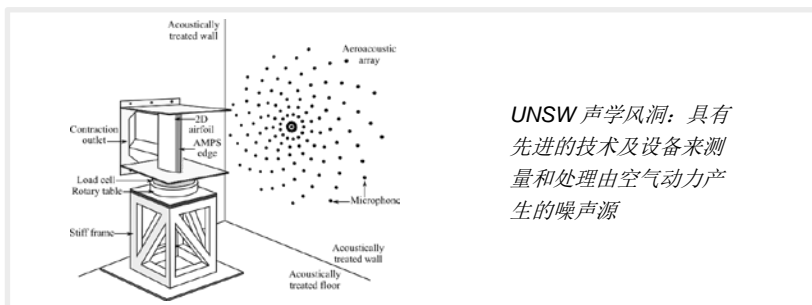 Acoustically
treated wall
Aeroacoustic
array
2D
airfoil
Contraction
outlet
AMPS
edge
Load cell
Rotary table
Microphone
Stiff frame
Acoustically
treated wall
Acoustically
treated floor
UNSW 声学风洞：具有
先进的技术及设备来测
量和处理由空气动力产
生的噪声源